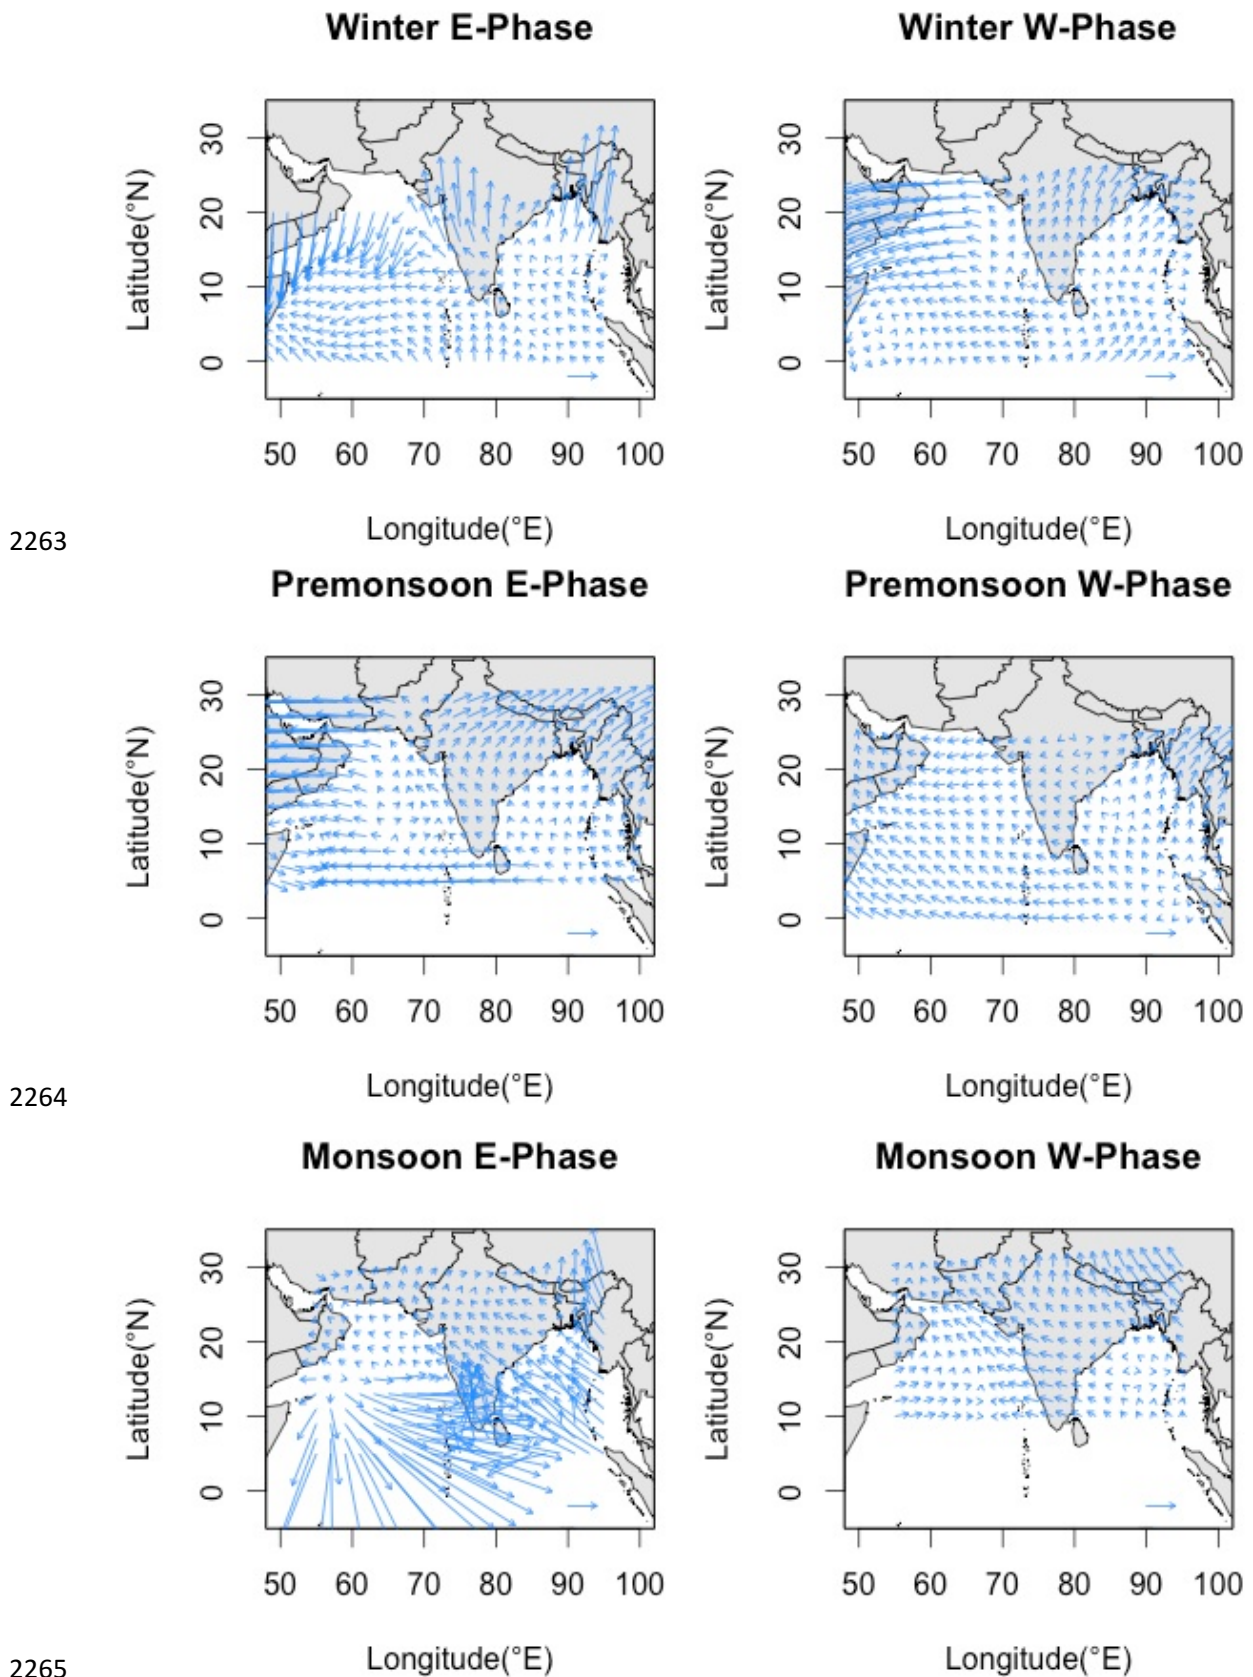 Winter E-Phase
Winter W-Phase
Latitude(°N)
30
20
10
0
50 60 70 80 90 100
Longitude(°E)
Latitude(°N)
30
20
10
0
50 60 70 80 90 100
Longitude(°E)
2263
Premonsoon E-Phase
Premonsoon W-Phase
Latitude(°N)
30
20
10
0
50 60 70 80 90 100
Longitude(°E)
Latitude(°N)
30
20
10
0
50 60 70 80 90 100
Longitude(°E)
2264
Monsoon E-Phase
Monsoon W-Phase
Latitude(°N)
30
20
10
0
50 60 70 80 90 100
Longitude(°E)
Latitude(°N)
30
20
10
0
50 60 70 80 90 100
Longitude(°E)
2265